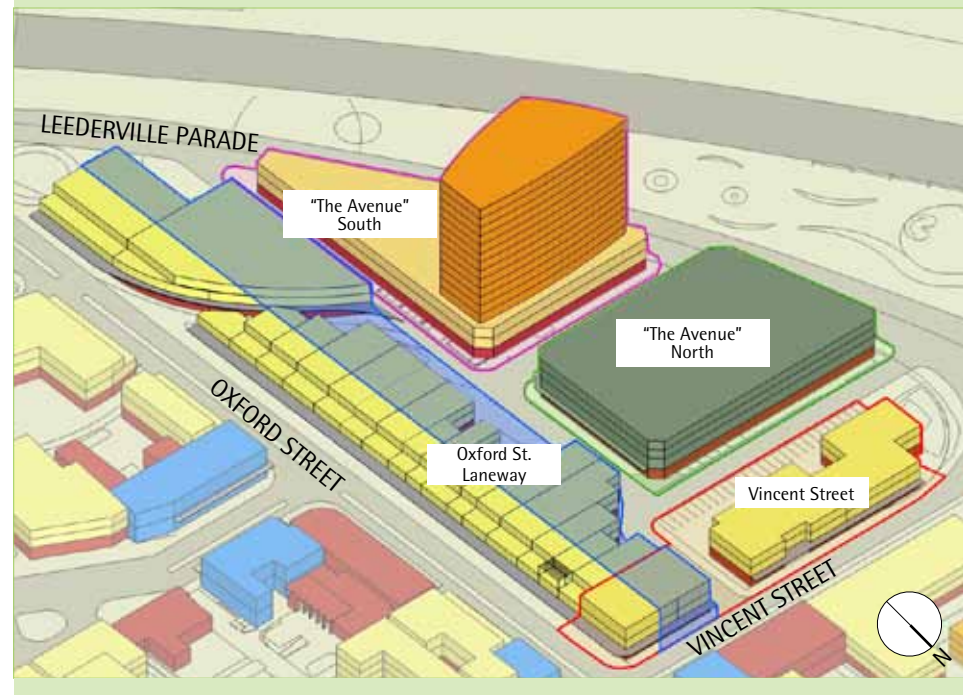 LEEDERVILLE PARADE
"The Avenue"
South
"The Avenue"
North
OXFORD STREET
Oxford St.
Laneway
Vincent Street
VINCENT STREET
N